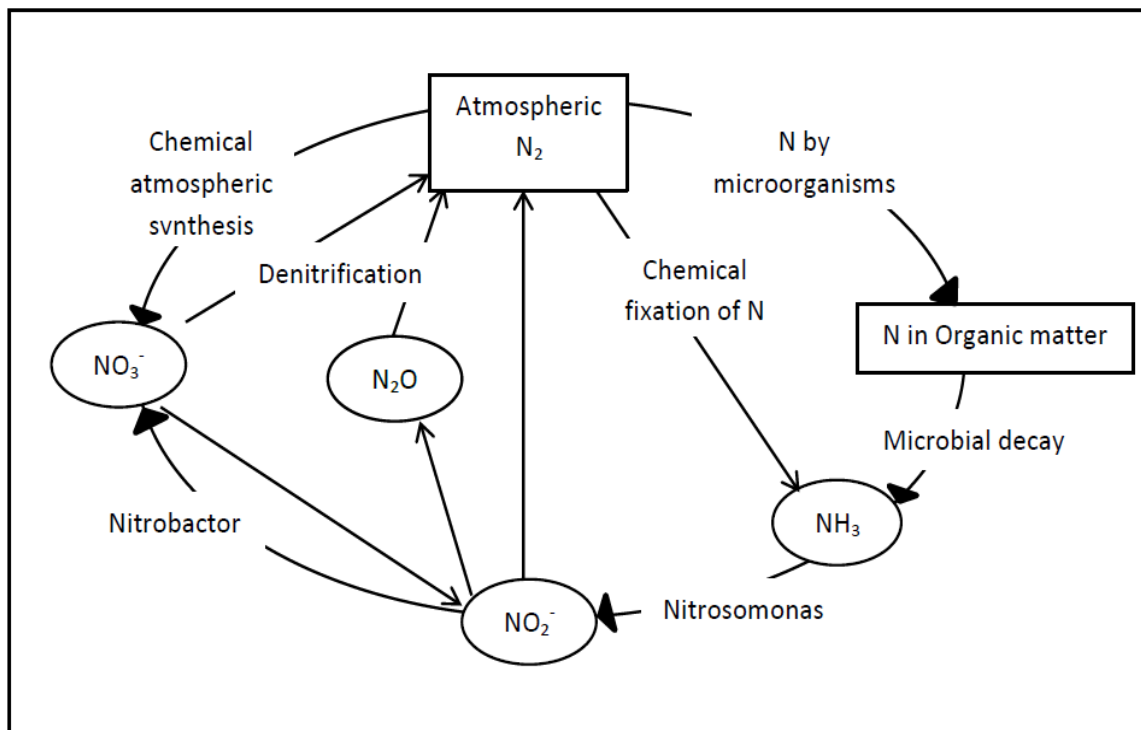 Atmospheric
N₂
Chemical
atmospheric
svnthesis
N by
microorganisms
Denitrification
Chemical
fixation of N
N in Organic matter
NO₃⁻
N₂O
Microbial decay
Nitrobactor
NH₃
Nitrosomonas
NO₂⁻